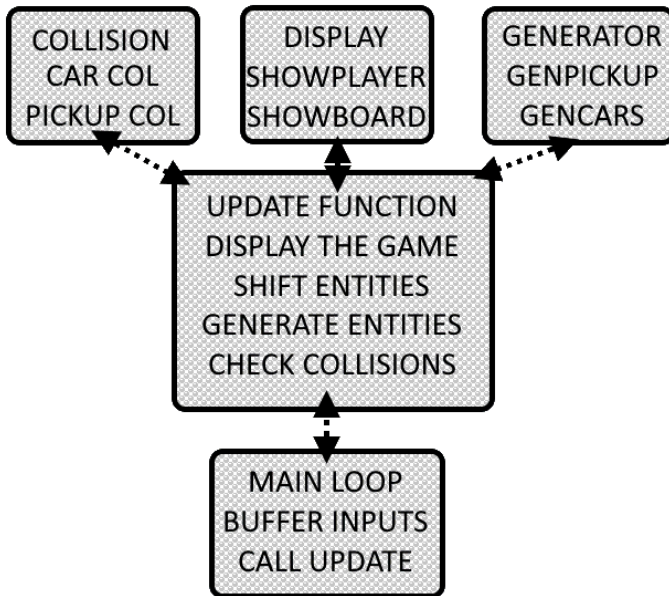 COLLISION
CAR COL
PICKUP COL
DISPLAY
SHOWPLAYER
SHOWBOARD
GENERATOR
GENPICKUP
GENCARS
UPDATE FUNCTION
DISPLAY THE GAME
SHIFT ENTITIES
GENERATE ENTITIES
CHECK COLLISIONS
MAIN LOOP
BUFFER INPUTS
CALL UPDATE